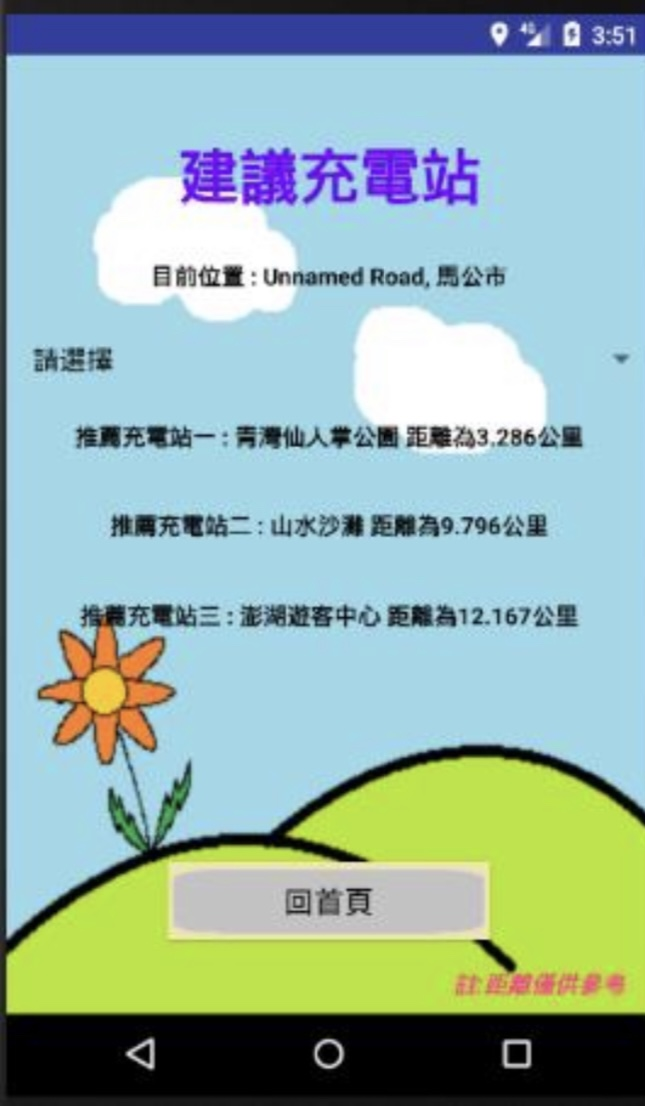 4G 3:51
建議充電站
目前位置 : Unnamed Road, 馬公市
請選擇
推薦充電站一 : 青灣仙人掌公園 距離為3.286公里
推薦充電站二 : 山水沙灘 距離為9.796公里
推薦充電站三 : 澎湖遊客中心 距離為12.167公里
回首頁
註:距離僅供參考